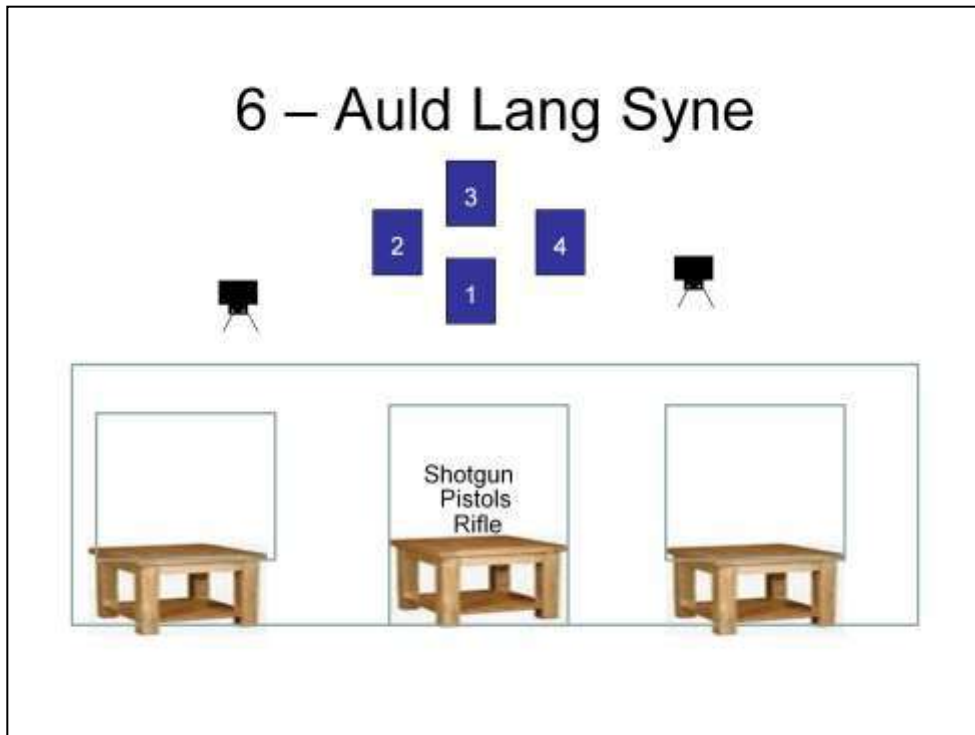 6 – Auld Lang Syne
3
2
4
1
Shotgun
Pistols
Rifle